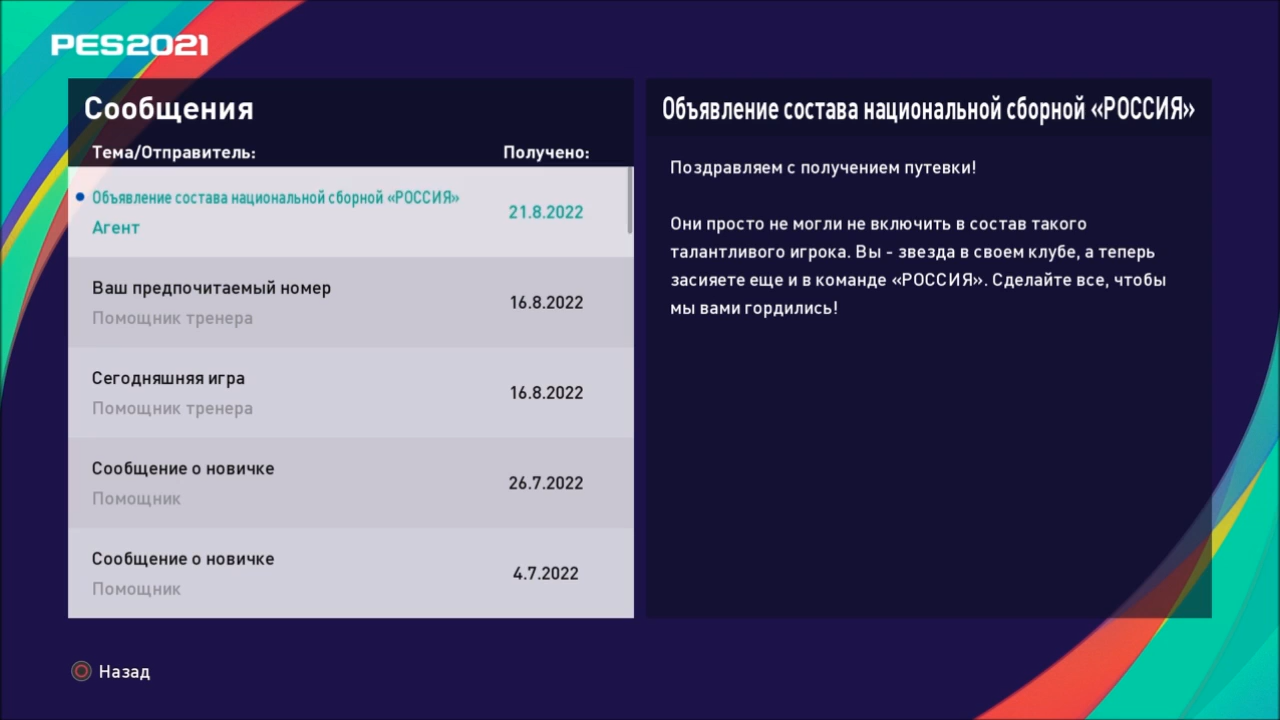 PES2021
Сообщения
Тема/Отправитель: Получено:
Объявление состава национальной сборной «РОССИЯ»
Агент
21.8.2022
Ваш предпочитаемый номер
Помощник тренера
16.8.2022
Сегодняшняя игра
Помощник тренера
16.8.2022
Сообщение о новичке
Помощник
26.7.2022
Сообщение о новичке
Помощник
4.7.2022
Объявление состава национальной сборной «РОССИЯ»
Поздравляем с получением путевки!
Они просто не могли не включить в состав такого
талантливого игрока. Вы - звезда в своем клубе, а теперь
засияете еще и в команде «РОССИЯ». Сделайте все, чтобы
мы вами гордились!
Назад